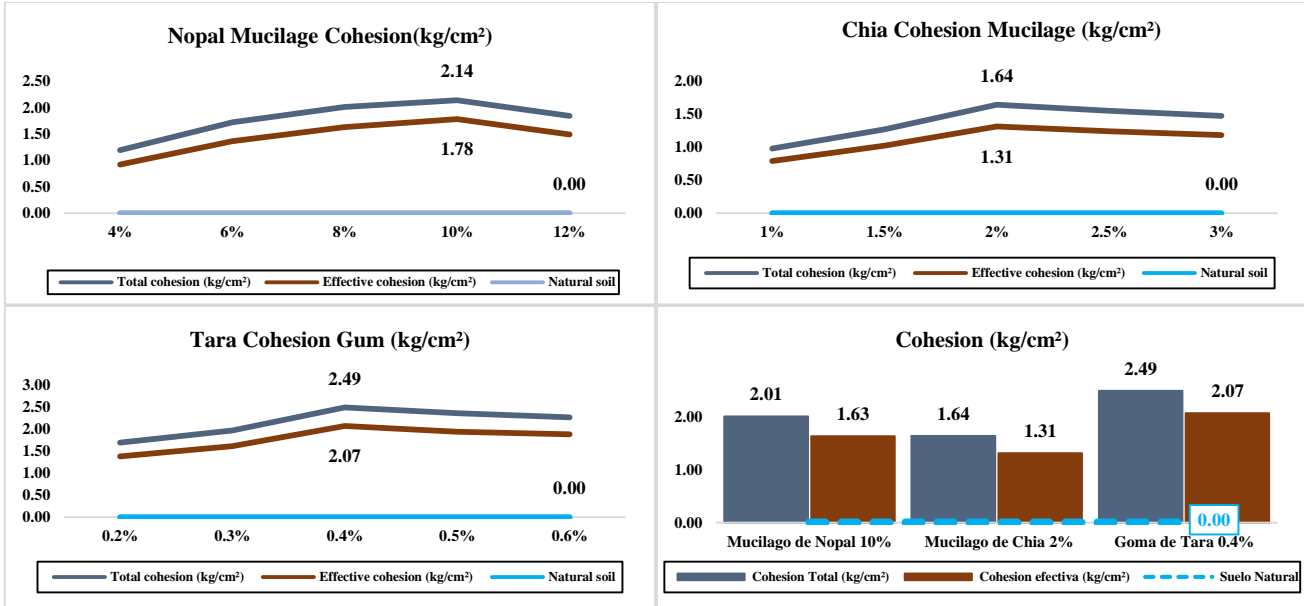 Nopal Mucilage Cohesion(kg/cm²)
2.50
2.00
1.50
1.00
0.50
0.00
2.14
1.78
0.00
4% 6% 8% 10% 12%
Total cohesion (kg/cm²) Effective cohesion (kg/cm²) Natural soil
Chia Cohesion Mucilage (kg/cm²)
2.00
1.50
1.00
0.50
0.00
1.64
1.31
0.00
1% 1.5% 2% 2.5% 3%
Total cohesion (kg/cm²) Effective cohesion (kg/cm²) Natural soil
Tara Cohesion Gum (kg/cm²)
3.00
2.50
2.00
1.50
1.00
0.50
0.00
2.49
2.07
0.00
0.2% 0.3% 0.4% 0.5% 0.6%
Total cohesion (kg/cm²) Effective cohesion (kg/cm²) Natural soil
Cohesion (kg/cm²)
2.00
1.00
0.00
2.01 1.63 1.64 1.31 2.49 2.07
0.00
Mucilago de Nopal 10% Mucilago de Chia 2% Goma de Tara 0.4%
Cohesion Total (kg/cm²) Cohesion efectiva (kg/cm²) Suelo Natural